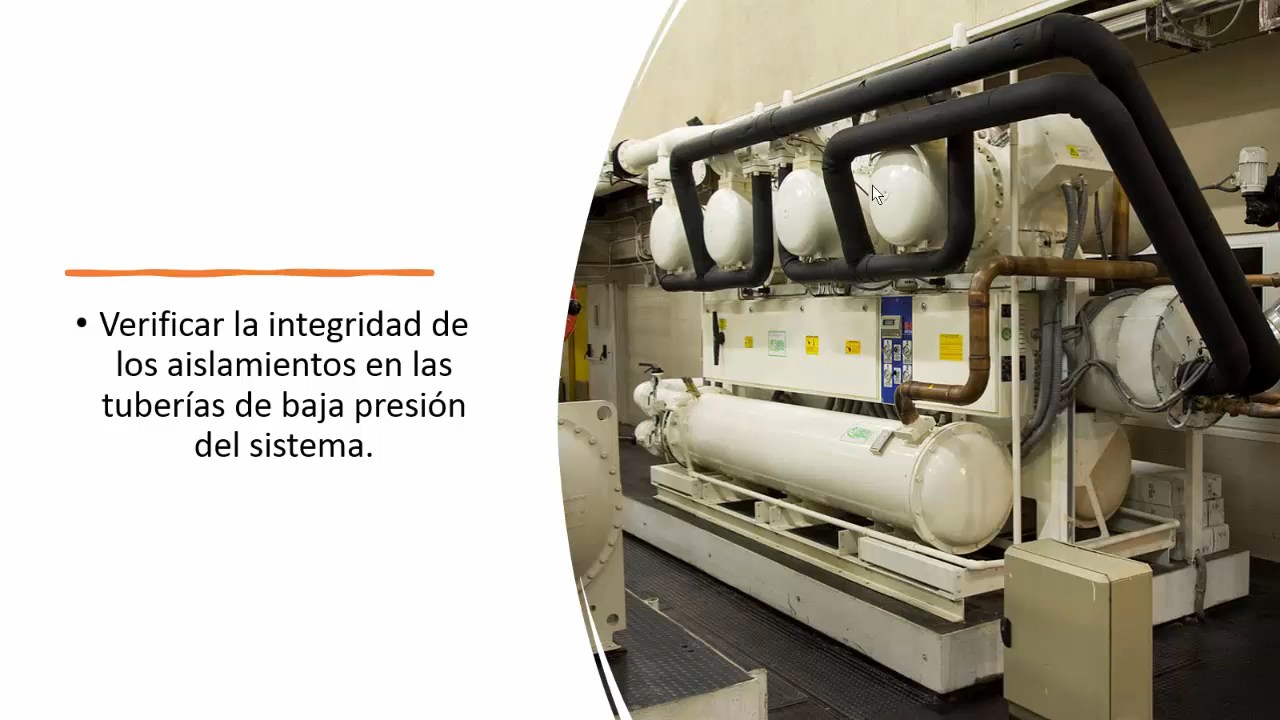 • Verificar la integridad de
los aislamientos en las
tuberías de baja presión
del sistema.